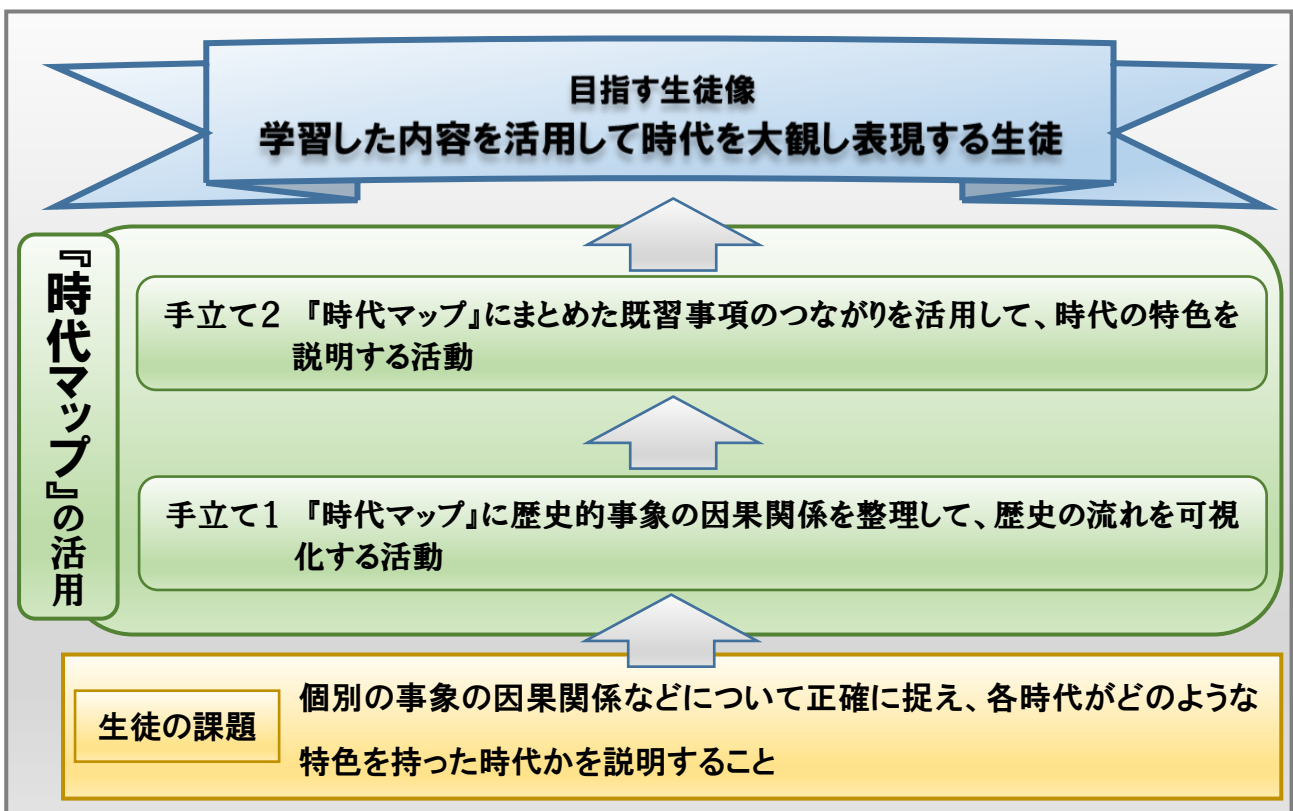 目指す生徒像
学習した内容を活用して時代を大観し表現する生徒
『時代マップ』の活用
手立て2 『時代マップ』にまとめた既習事項のつながりを活用して、時代の特色を
説明する活動
手立て1 『時代マップ』に歴史的事象の因果関係を整理して、歴史の流れを可視
化する活動
生徒の課題
個別の事象の因果関係などについて正確に捉え、各時代がどのような
特色を持った時代かを説明すること